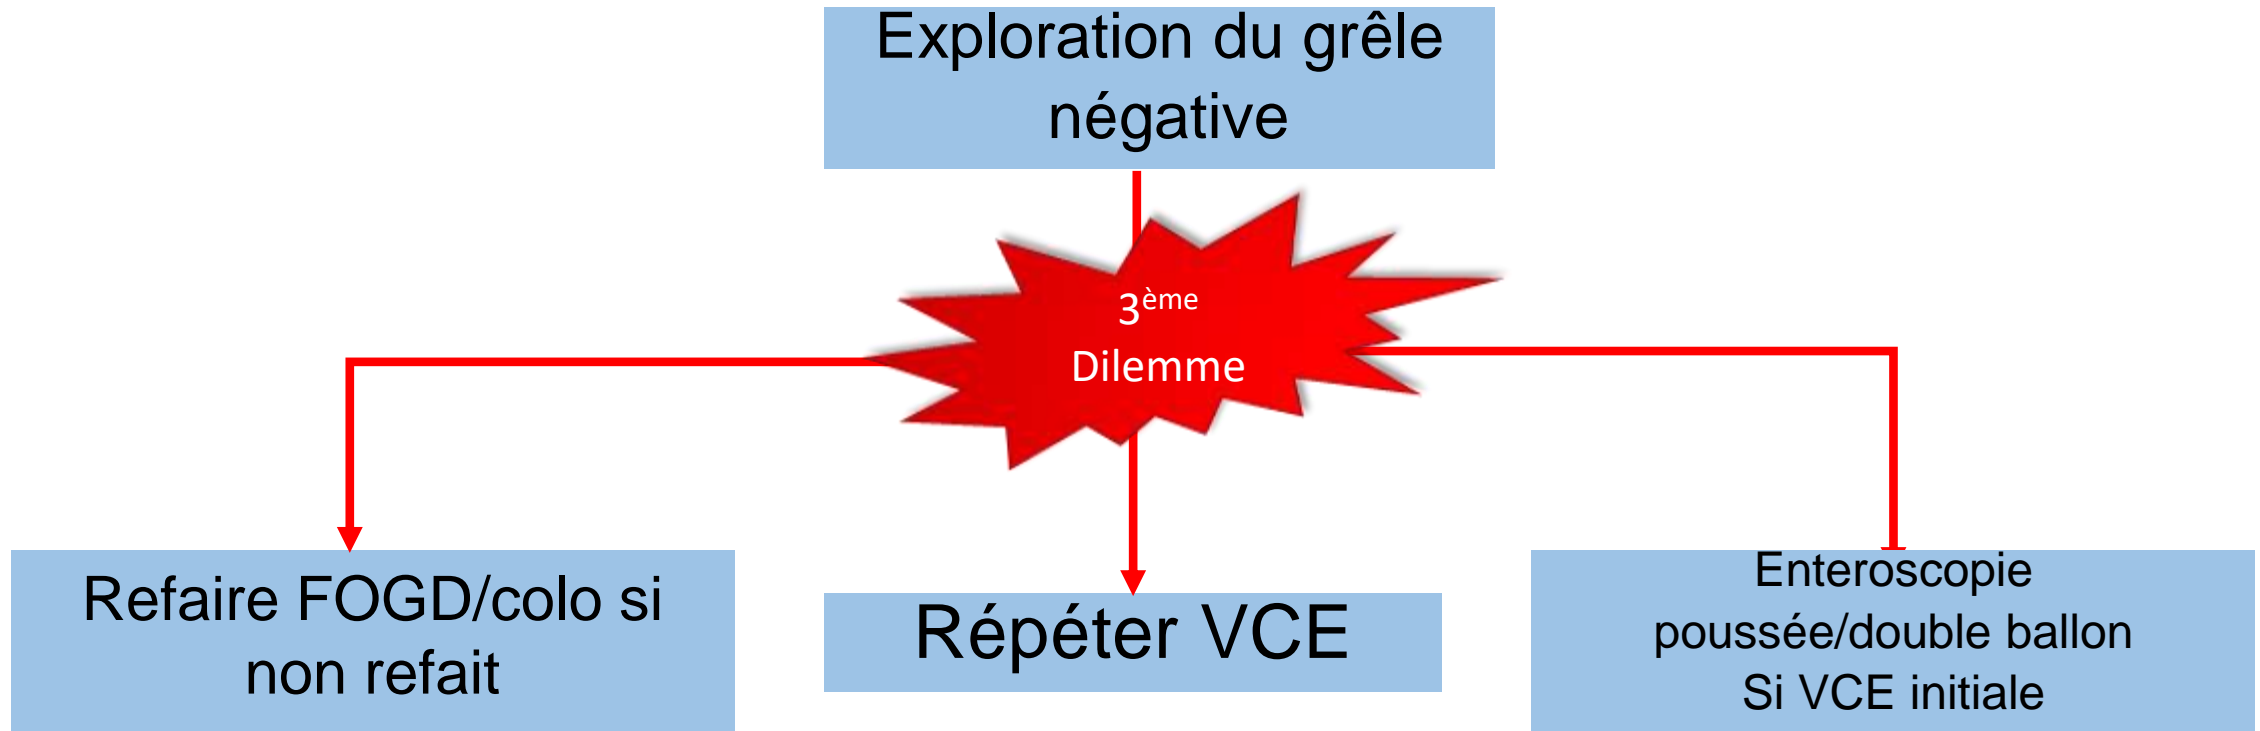 Exploration du grêle
négative
3ème
Dilemme
Refaire FOGD/colo si
non refait
Répéter VCE
Enteroscopie
poussée/double ballon
Si VCE initiale